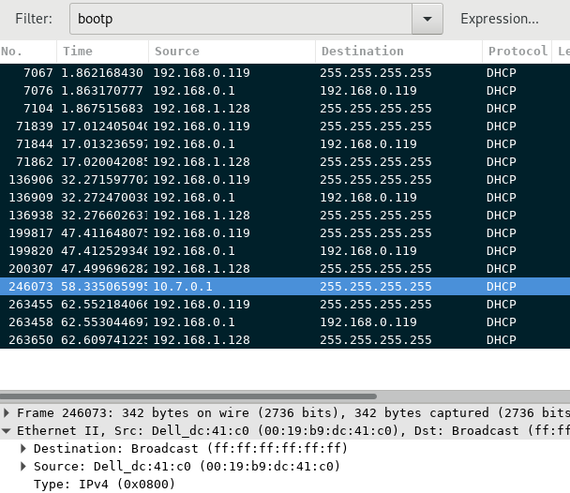 Filter: bootp Expression...
No. Time Source Destination Protocol Le
7067 1.862168430 192.168.0.119 255.255.255.255 DHCP
7076 1.863170777 192.168.0.1 192.168.0.119 DHCP
7104 1.867515683 192.168.1.128 255.255.255.255 DHCP
71839 17.01240504( 192.168.0.119 255.255.255.255 DHCP
71844 17.01323659 192.168.0.1 192.168.0.119 DHCP
71862 17.02004208 192.168.1.128 255.255.255.255 DHCP
136906 32.27159770 192.168.0.119 255.255.255.255 DHCP
136909 32.27247003 192.168.0.1 192.168.0.119 DHCP
136938 32.27660263 192.168.1.128 255.255.255.255 DHCP
199817 47.41164807 192.168.0.119 255.255.255.255 DHCP
199820 47.41252934 192.168.0.1 192.168.0.119 DHCP
200307 47.49969628 192.168.1.128 255.255.255.255 DHCP
246073 58.33506599 10.7.0.1 255.255.255.255 DHCP
263455 62.55218406 192.168.0.119 255.255.255.255 DHCP
263458 62.55304469 192.168.0.1 192.168.0.119 DHCP
263650 62.60974122 192.168.1.128 255.255.255.255 DHCP
Frame 246073: 342 bytes on wire (2736 bits), 342 bytes captured (2736 bits
Ethernet II, Src: Dell_dc:41:c0 (00:19:b9:dc:41:c0), Dst: Broadcast (ff:ff
Destination: Broadcast (ff:ff:ff:ff:ff:ff)
Source: Dell_dc:41:c0 (00:19:b9:dc:41:c0)
Type: IPv4 (0x0800)